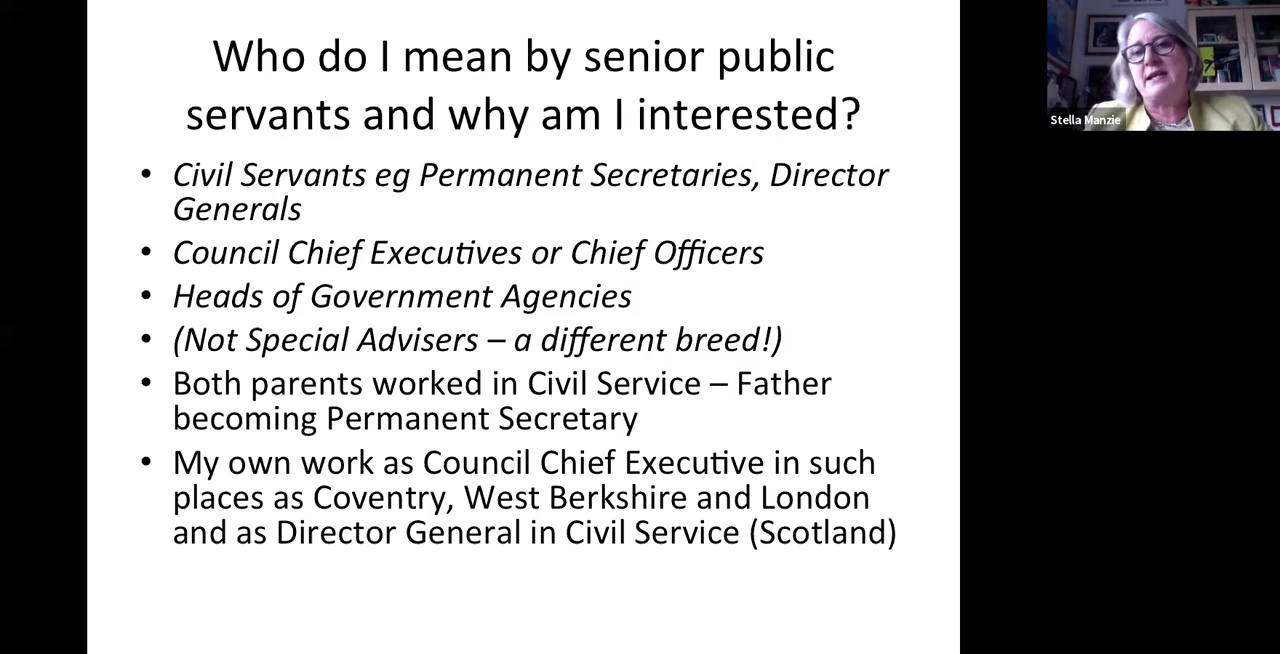 Who do I mean by senior public
servants and why am I interested?
• Civil Servants eg Permanent Secretaries, Director
Generals
• Council Chief Executives or Chief Officers
• Heads of Government Agencies
• (Not Special Advisers – a different breed!)
• Both parents worked in Civil Service – Father
becoming Permanent Secretary
• My own work as Council Chief Executive in such
places as Coventry, West Berkshire and London
and as Director General in Civil Service (Scotland)
Stella Manzie